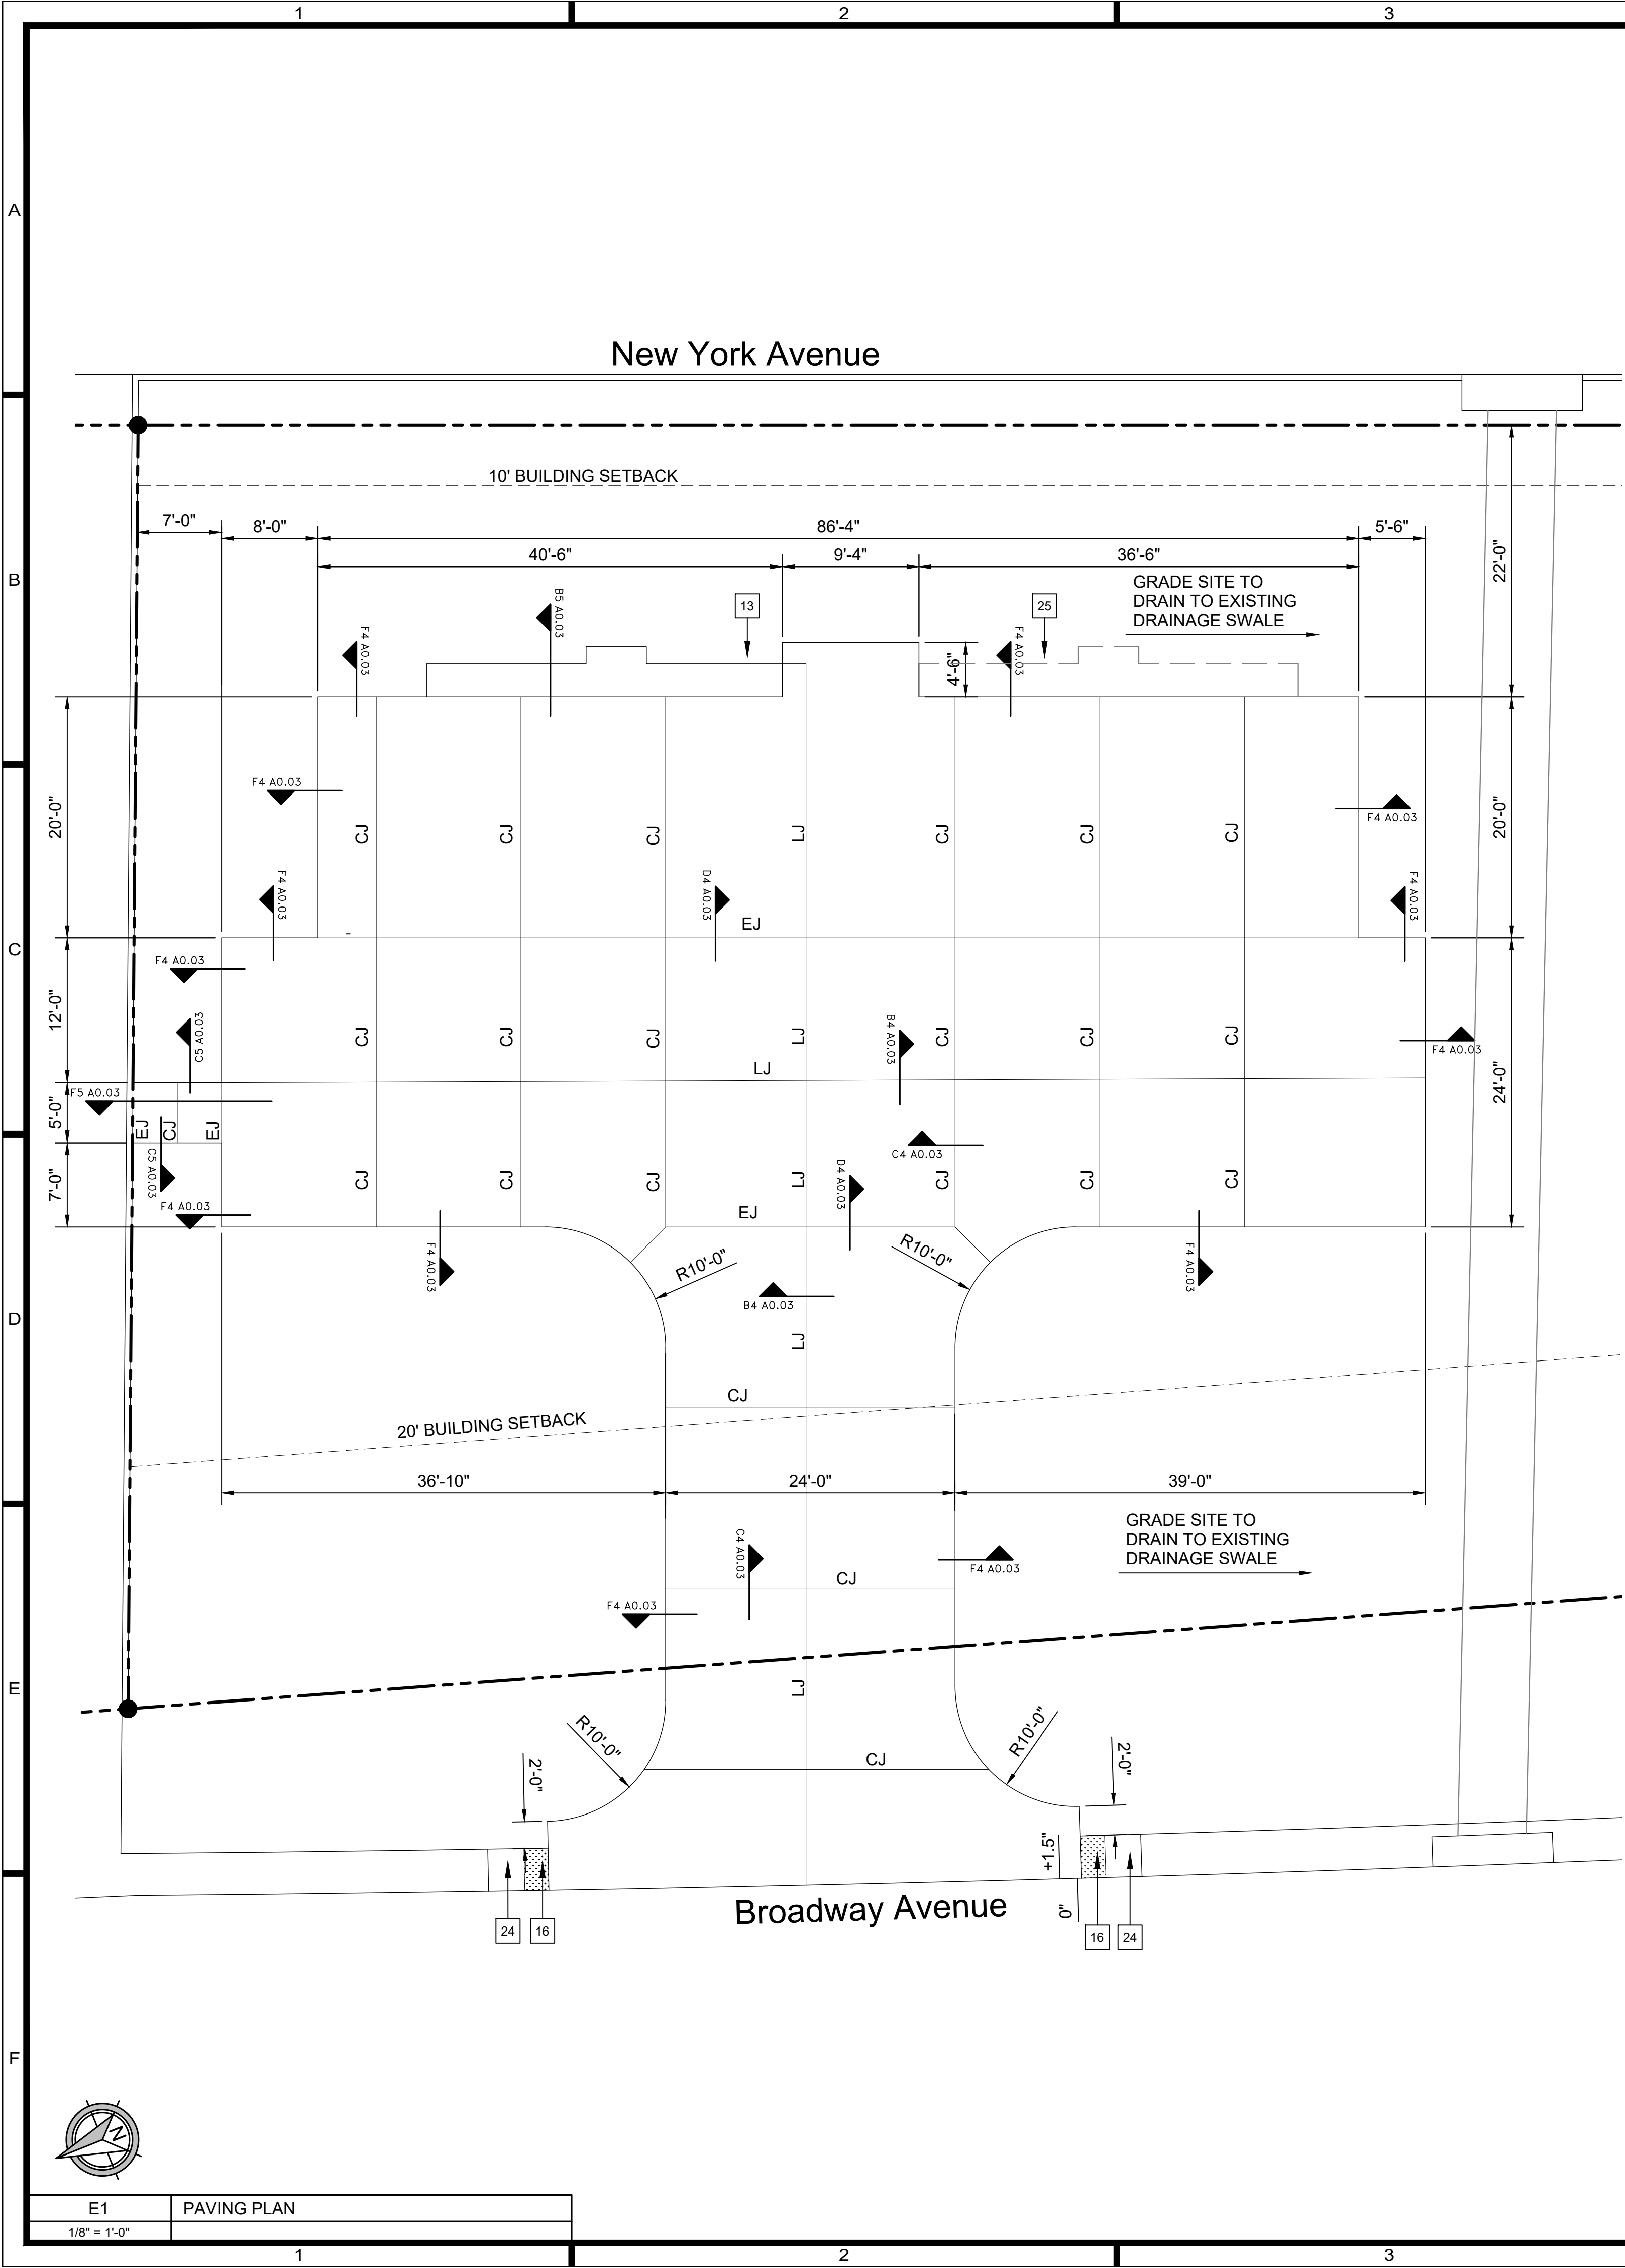 1
2
3
A
New York Avenue
10' BUILDING SETBACK
7'-0"
8'-0"
86'-4"
5'-6"
40'-6"
9'-4"
36'-6"
22'-0"
B
GRADE SITE TO
DRAIN TO EXISTING
DRAINAGE SWALE
B5 A0.03
13
25
F4 A0.03
F4 A0.03
4'-9"
F4 A0.03
F4 A0.03
20'-0"
20'-0"
CJ
CJ
CJ
LJ
CJ
CJ
CJ
F4 A0.03
D4 A0.03
F4 A0.03
EJ
C
F4 A0.03
12'-0"
C5 A0.03
CJ
CJ
CJ
LJ
B4 A0.03
CJ
CJ
CJ
F4 A0.03
LJ
24'-0"
F5 A0.03
5'-0"
EJ
CJ
EJ
C4 A0.03
C5 A0.03
7'-0"
D4 A0.03
CJ
CJ
CJ
LJ
CJ
CJ
CJ
F4 A0.03
EJ
F4 A0.03
R10'-0"
R10'-0"
F4 A0.03
B4 A0.03
D
LJ
CJ
20' BUILDING SETBACK
36'-10"
24'-0"
39'-0"
GRADE SITE TO
DRAIN TO EXISTING
DRAINAGE SWALE
C4 A0.03
F4 A0.03
CJ
F4 A0.03
E
LJ
R10'-0"
R10'-0"
CJ
2'-0"
2'-0"
+1.5"
0"
Broadway Avenue
24
16
16
24
F
N
E1
PAVING PLAN
1/8" = 1'-0"
1
2
3